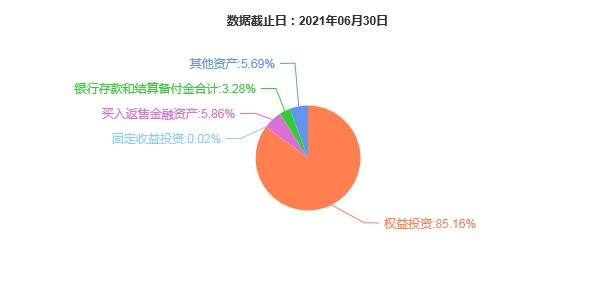 数据截止日：2021年06月30日
其他资产:5.69%
银行存款和结算备付金合计:3.28%
买入返售金融资产:5.86%
固定收益投资:0.02%
权益投资:85.16%